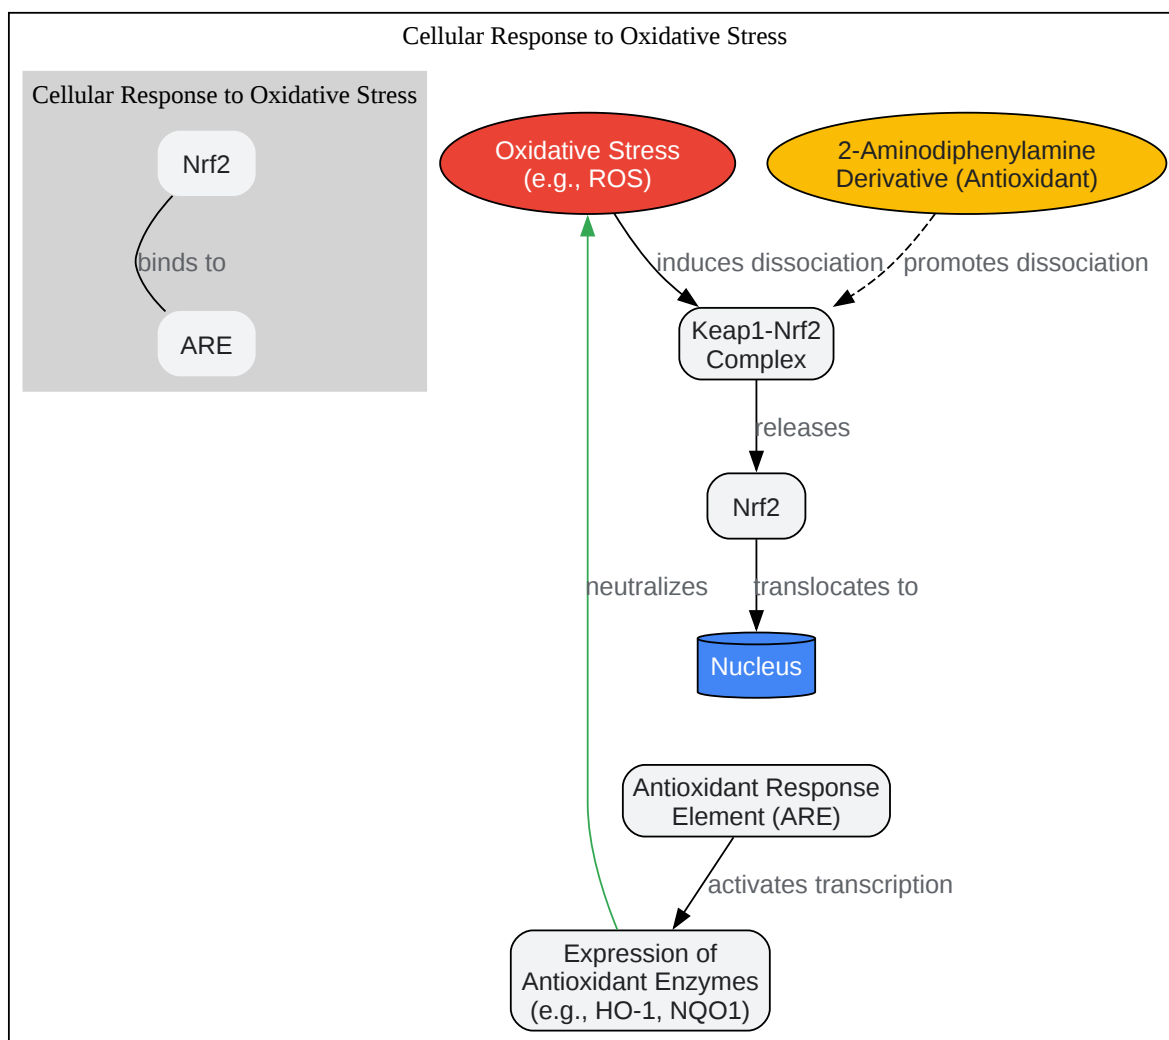 Cellular Response to Oxidative Stress
Cellular Response to Oxidative Stress
Nrf2
binds to
ARE
Oxidative Stress
(e.g., ROS)
2-Aminodiphenylamine
Derivative (Antioxidant)
induces dissociation
promotes dissociation
Keap1-Nrf2
Complex
releases
Nrf2
neutralizes
translocates to
Nucleus
Antioxidant Response
Element (ARE)
activates transcription
Expression of
Antioxidant Enzymes
(e.g., HO-1, NQO1)